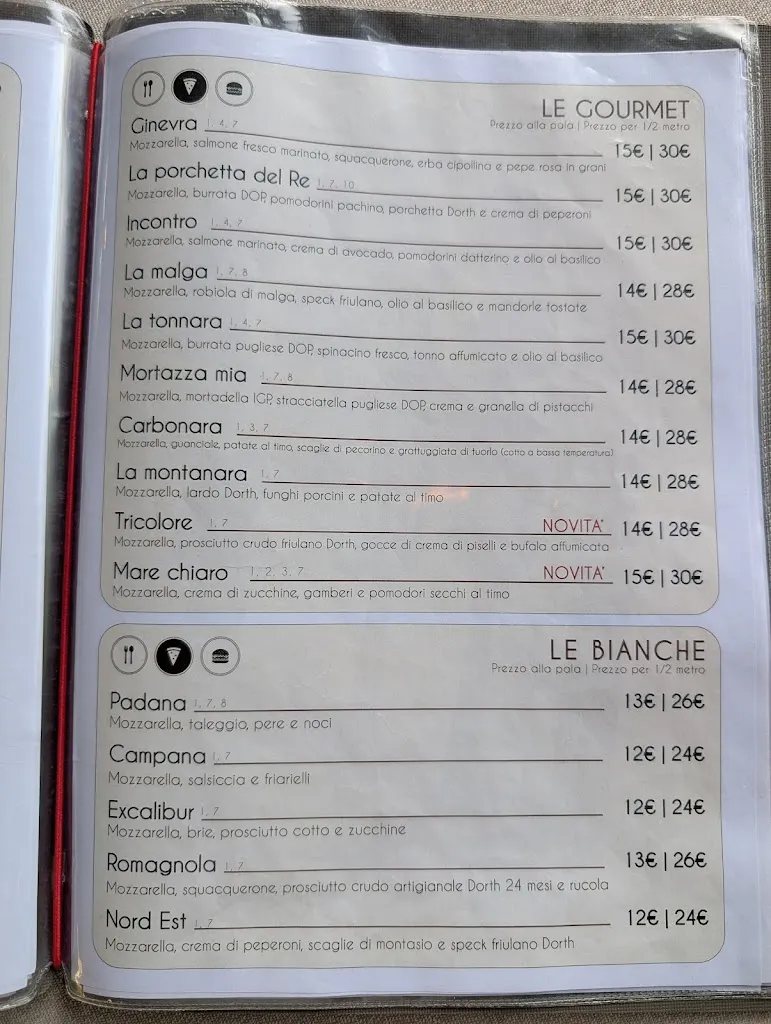 LE GOURMET
Prezzo alla pala | Prezzo per 1/2 metro
Ginevra 1, 4, 7 15€ | 30€
Mozzarella, salmone fresco marinato, squacquerone, erba cipollina e pepe rosa in grani
La porchetta del Re 1, 7, 10 15€ | 30€
Mozzarella, burrata DOP, pomodorini pachino, porchetta Dorth e crema di peperoni
Incontro 1, 4, 7 15€ | 30€
Mozzarella, salmone marinato, crema di avocado, pomodorini datterino e olio al basilico
La malga 1, 7, 8 14€ | 28€
Mozzarella, robiola di malga, speck friulano, olio al basilico e mandorle tostate
La tonnara 1, 4, 7 15€ | 30€
Mozzarella, burrata pugliese DOP, spinacino fresco, tonno affumicato e olio al basilico
Mortazza mia 1, 7, 8 14€ | 28€
Mozzarella, mortadella IGP, stracciatella pugliese DOP, crema e granella di pistacchi
Carbonara 1, 3, 7 14€ | 28€
Mozzarella, guanciale, patate al timo, scaglie di pecorino e grattuggiata di tuorlo (cotto a bassa temperatura)
La montanara 1, 7 14€ | 28€
Mozzarella, lardo Dorth, funghi porcini e patate al timo
Tricolore 1, 7 NOVITA' 14€ | 28€
Mozzarella, prosciutto crudo friulano Dorth, gocce di crema di piselli e bufala affumicata
Mare chiaro 1, 2, 3, 7 NOVITA' 15€ | 30€
Mozzarella, crema di zucchine, gamberi e pomodori secchi al timo
LE BIANCHE
Prezzo alla pala | Prezzo per 1/2 metro
Padana 1, 7, 8 13€ | 26€
Mozzarella, taleggio, pere e noci
Campana 1, 7 12€ | 24€
Mozzarella, salsiccia e friarielli
Excalibur 1, 7 12€ | 24€
Mozzarella, brie, prosciutto cotto e zucchine
Romagnola 1, 7 13€ | 26€
Mozzarella, squacquerone, prosciutto crudo artigianale Dorth 24 mesi e rucola
Nord Est 1, 7 12€ | 24€
Mozzarella, crema di peperoni, scaglie di montasio e speck friulano Dorth